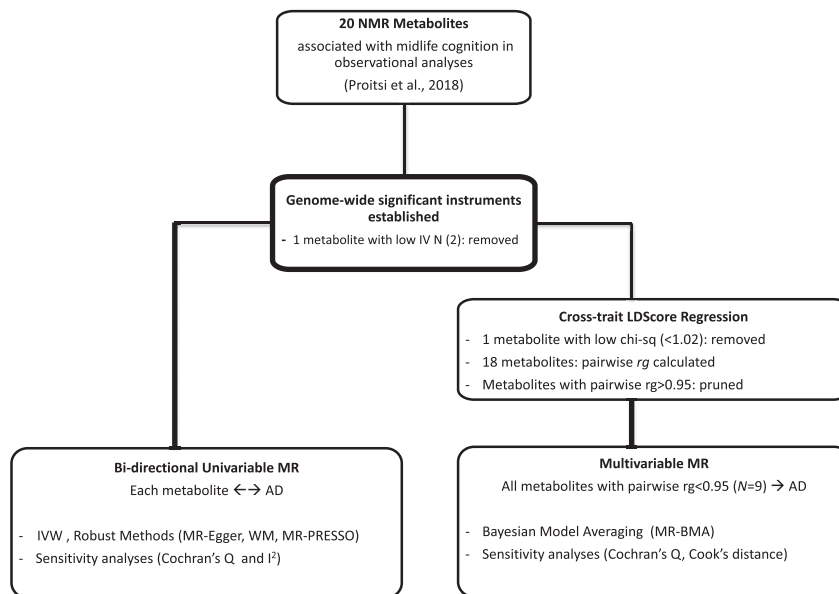 20 NMR Metabolites
associated with midlife cognition in
observational analyses
(Proitsi et al., 2018)
Genome-wide significant instruments
established
- 1 metabolite with low IV N (2): removed
Cross-trait LDScore Regression
- 1 metabolite with low chi-sq (<1.02): removed
- 18 metabolites: pairwise rg calculated
- Metabolites with pairwise rg>0.95: pruned
Bi-directional Univariable MR
Each metabolite ←→ AD
- IVW , Robust Methods (MR-Egger, WM, MR-PRESSO)
- Sensitivity analyses (Cochran’s Q and I²)
Multivariable MR
All metabolites with pairwise rg<0.95 (N=9) → AD
- Bayesian Model Averaging (MR-BMA)
- Sensitivity analyses (Cochran’s Q, Cook’s distance)